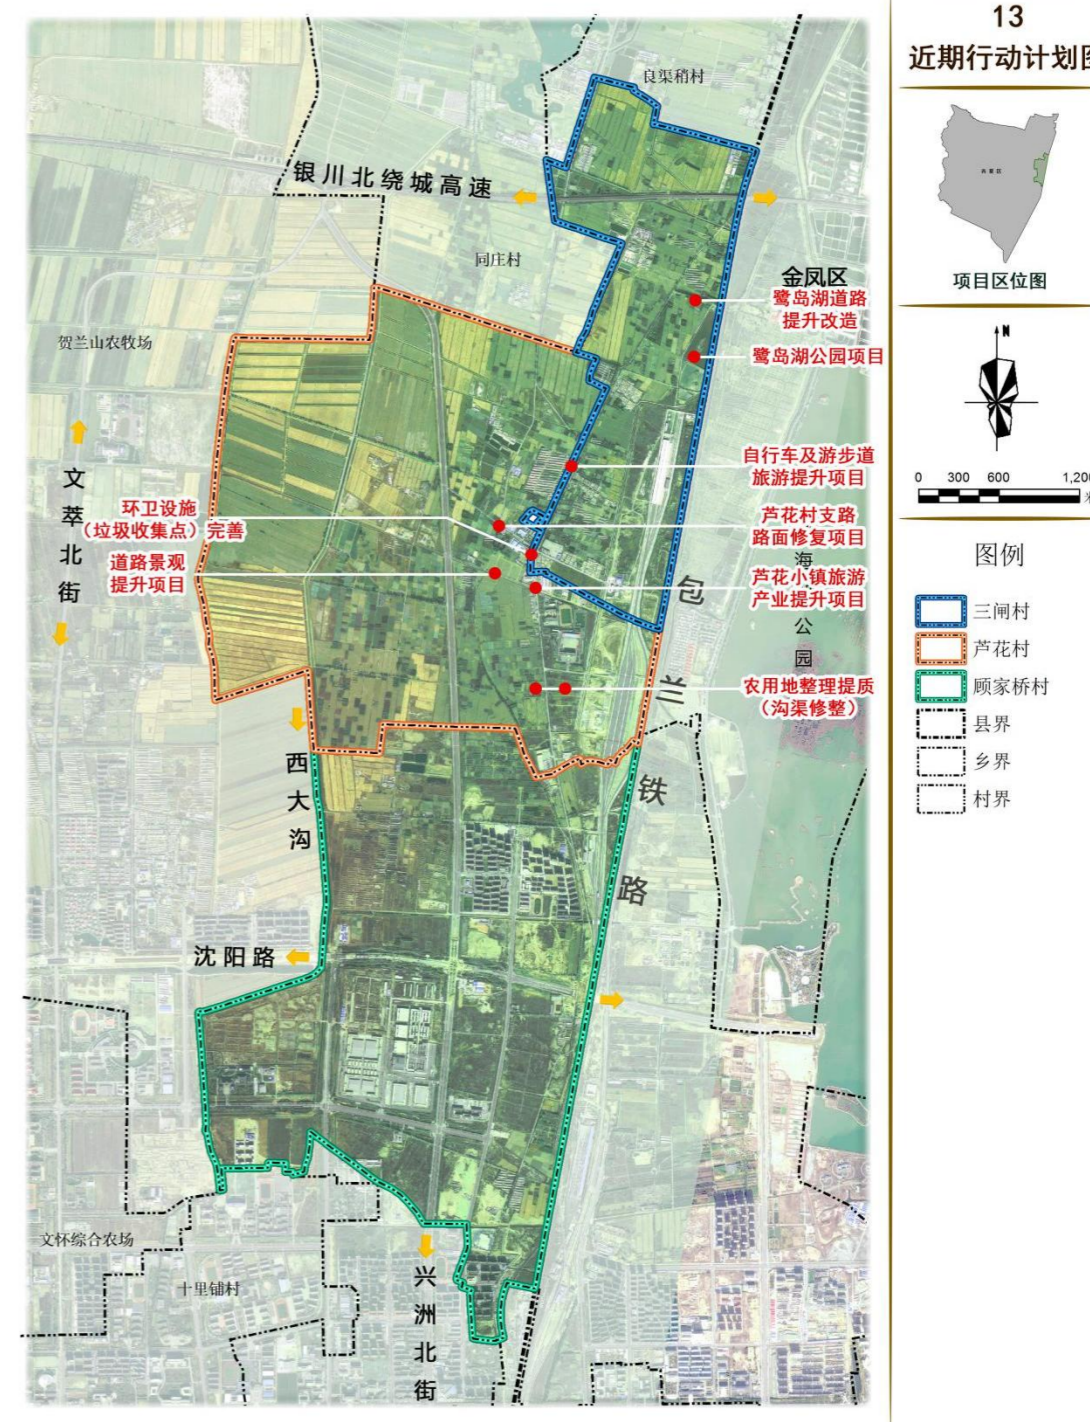 13
近期行动计划图
项目区位图
N
0 300 600 1,200
米
图例
三闸村
芦花村
顾家桥村
县界
乡界
村界
良渠稍村
银川北绕城高速
同庄村
金凤区
鹭岛湖道路
提升改造
贺兰山农牧场
鹭岛湖公园项目
文萃北街
自行车及游步道
旅游提升项目
环卫设施
（垃圾收集点）完善
芦花村支路
路面修复项目
海
道路景观
提升项目
芦花小镇旅游
产业提升项目
公园
包兰铁路
农用地整理提质
（沟渠修整）
西大沟
沈阳路
文怀综合农场
十里铺村
兴洲北街